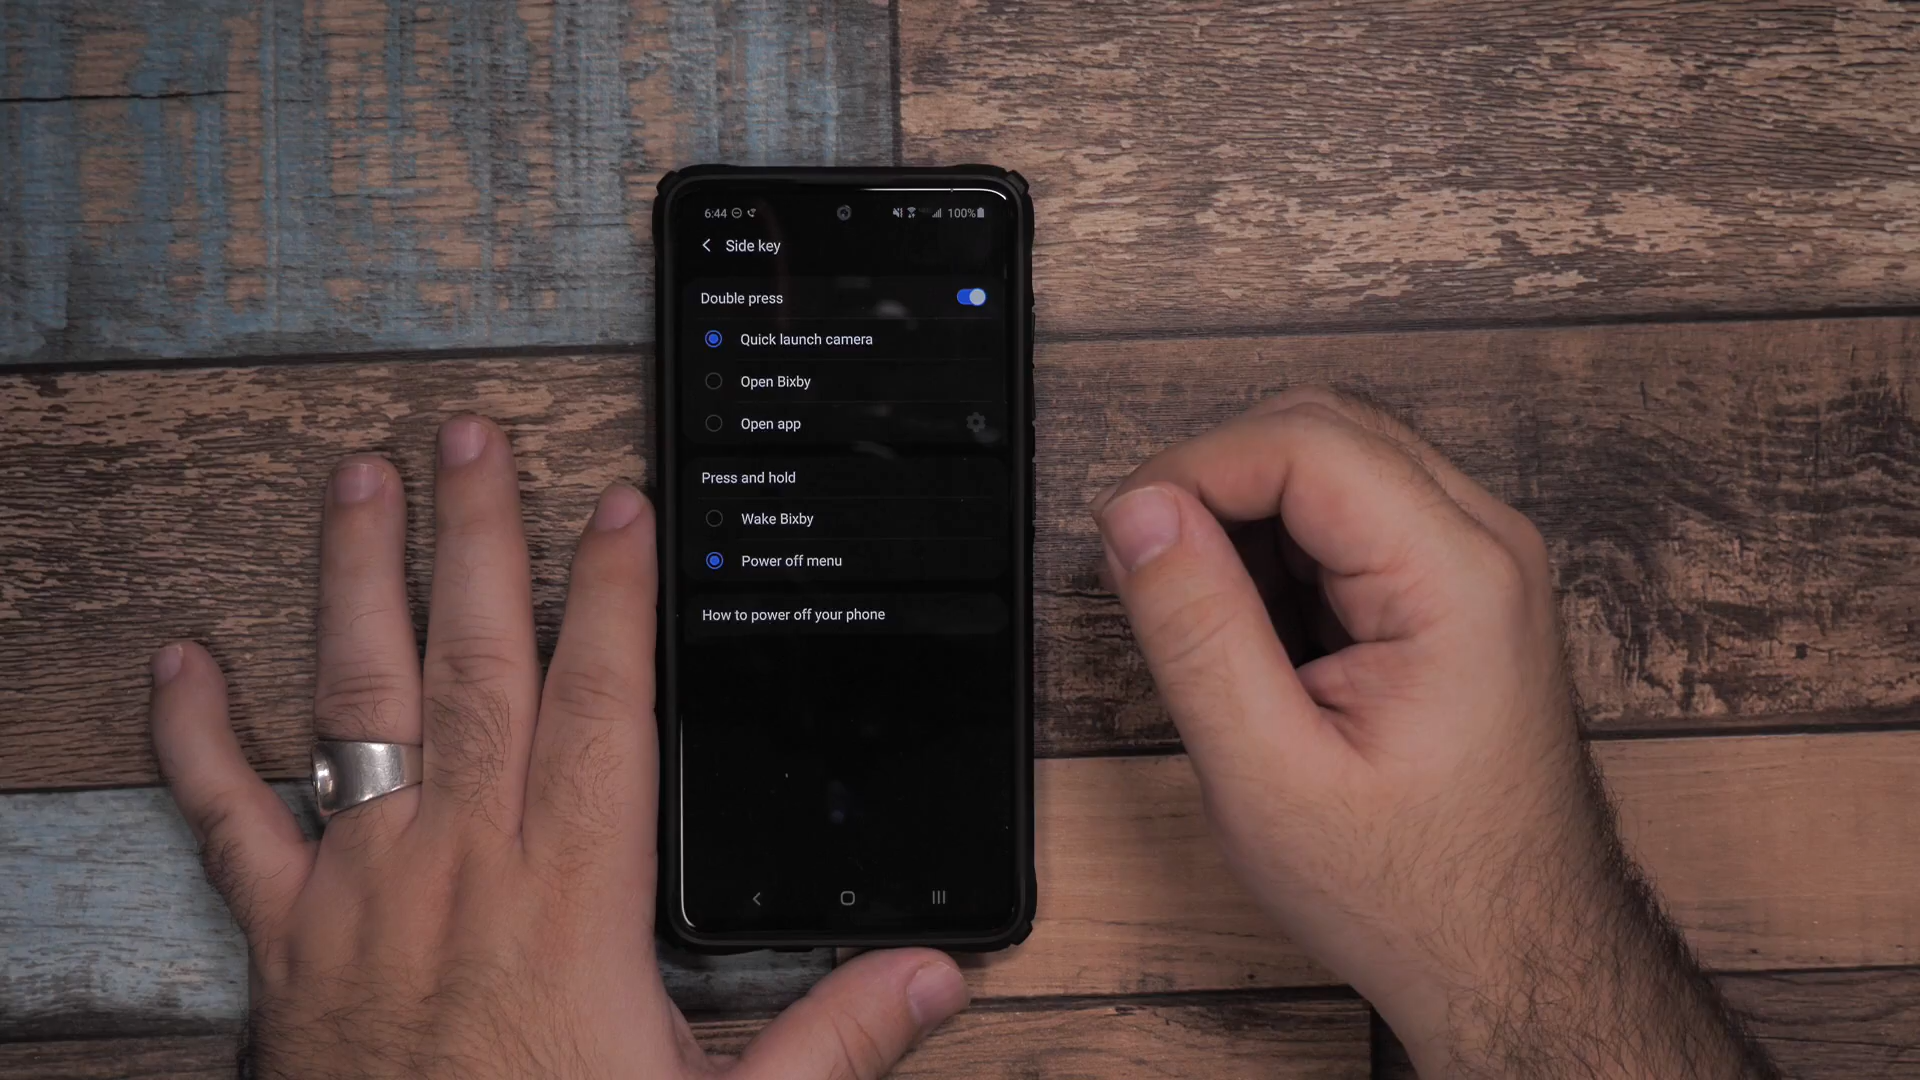 6:44 100%
Side key
Double press
Quick launch camera
Open Bixby
Open app
Press and hold
Wake Bixby
Power off menu
How to power off your phone